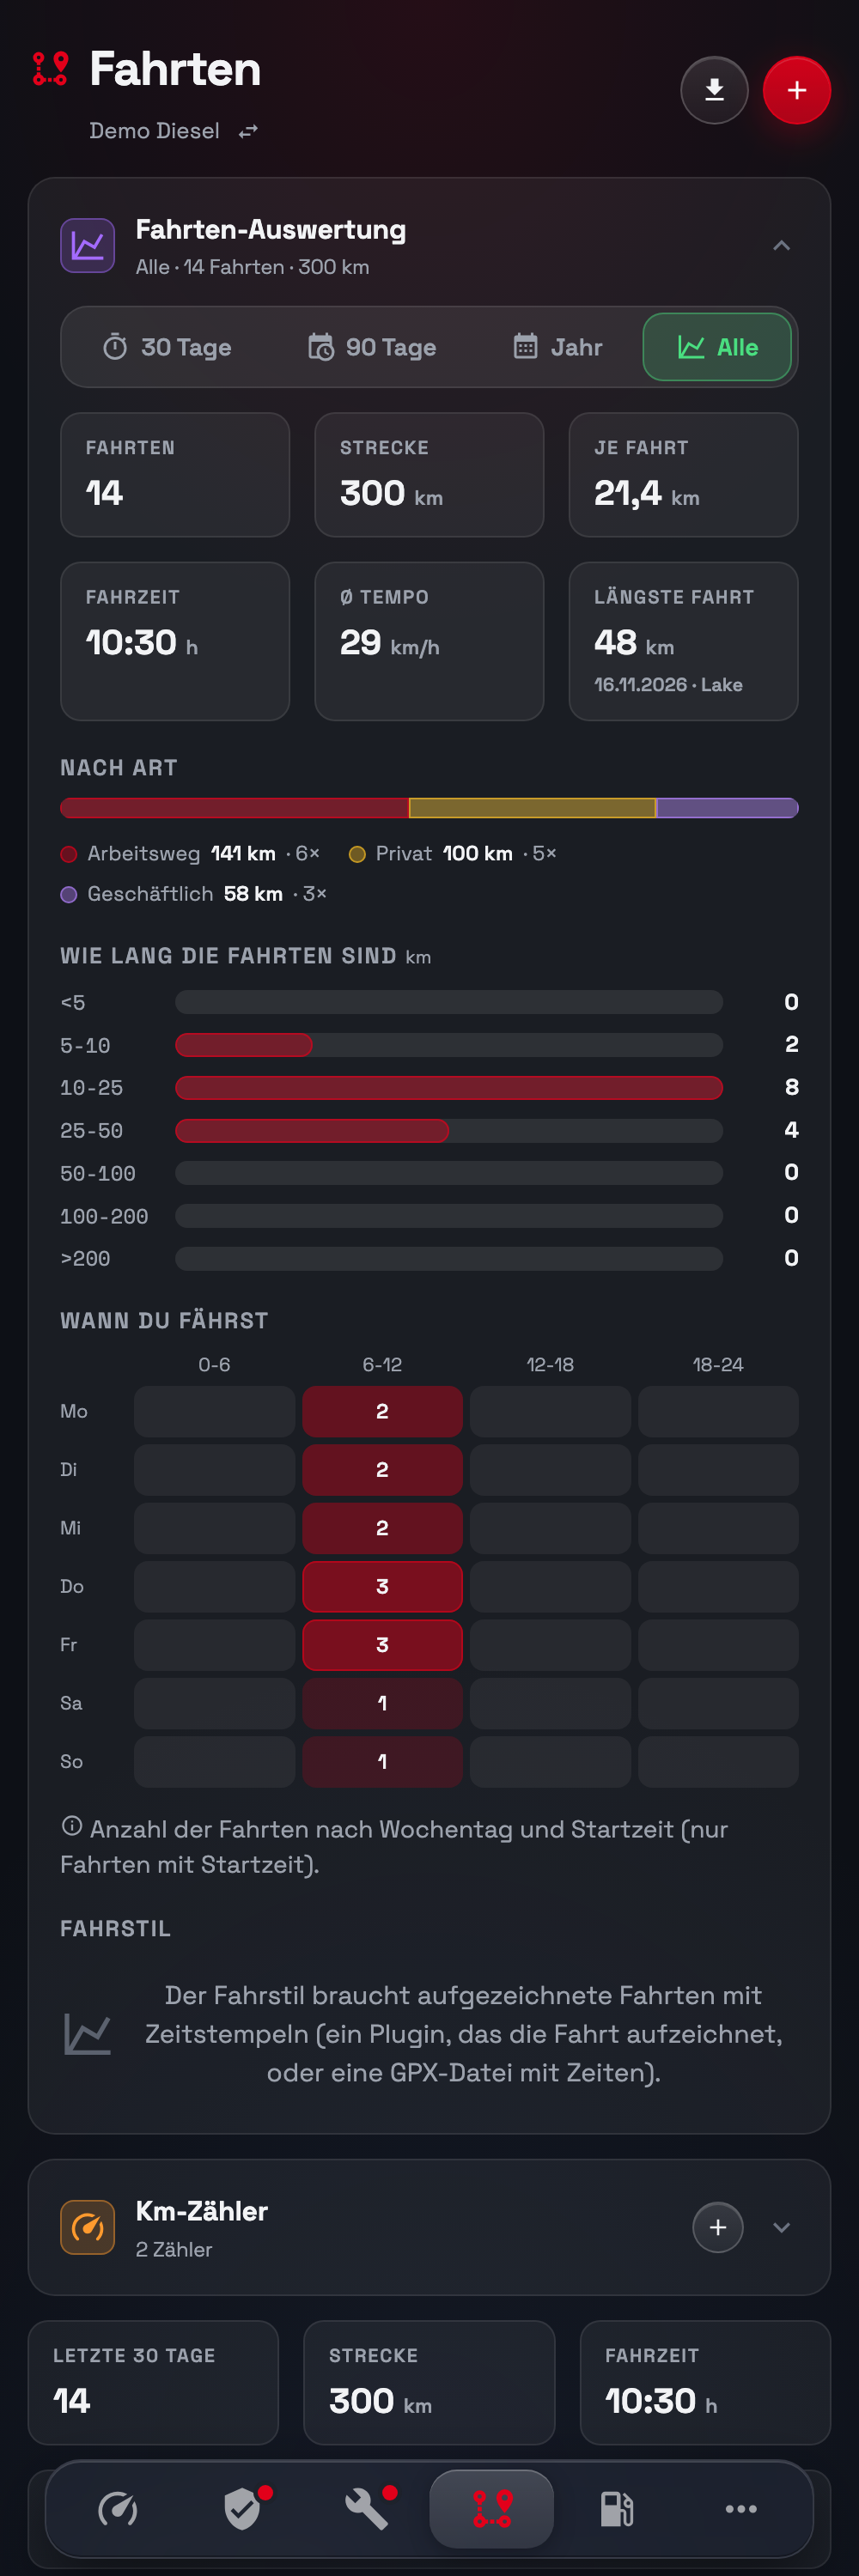 Fahrten
Demo Diesel
Fahrten-Auswertung
Alle · 14 Fahrten · 300 km
30 Tage 90 Tage Jahr Alle
FAHRTEN STRECKE JE FAHRT
14 300 km 21,4 km
FAHRZEIT Ø TEMPO LÄNGSTE FAHRT
10:30 h 29 km/h 48 km
16.11.2026 · Lake
NACH ART
Arbeitsweg 141 km · 6× Privat 100 km · 5×
Geschäftlich 58 km · 3×
WIE LANG DIE FAHRTEN SIND km
<5 0
5-10 2
10-25 8
25-50 4
50-100 0
100-200 0
>200 0
WANN DU FÄHRST
0-6 6-12 12-18 18-24
Mo 2
Di 2
Mi 2
Do 3
Fr 3
Sa 1
So 1
Anzahl der Fahrten nach Wochentag und Startzeit (nur
Fahrten mit Startzeit).
FAHRSTIL
Der Fahrstil braucht aufgezeichnete Fahrten mit
Zeitstempeln (ein Plugin, das die Fahrt aufzeichnet,
oder eine GPX-Datei mit Zeiten).
Km-Zähler
2 Zähler
LETZTE 30 TAGE STRECKE FAHRZEIT
14 300 km 10:30 h